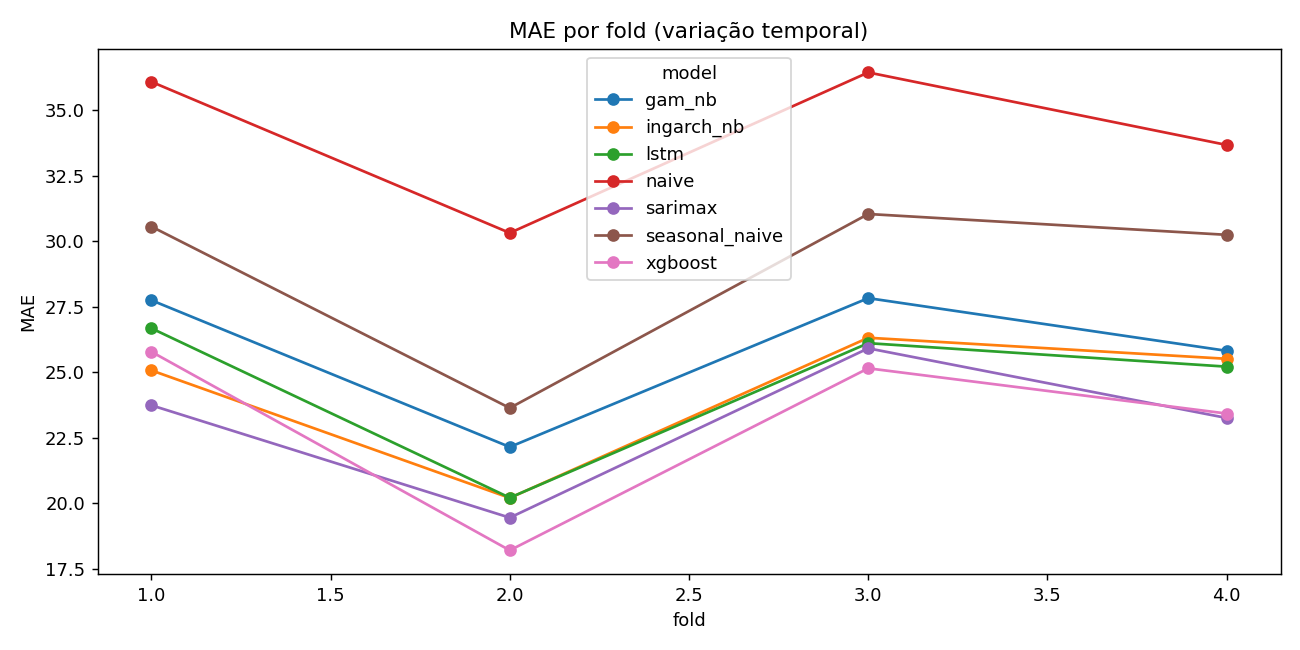 MAE por fold (variação temporal)
model
gam_nb
ingarch_nb
lstm
naive
sarimax
seasonal_naive
xgboost
MAE
35.0
32.5
30.0
27.5
25.0
22.5
20.0
17.5
1.0 1.5 2.0 2.5 3.0 3.5 4.0
fold